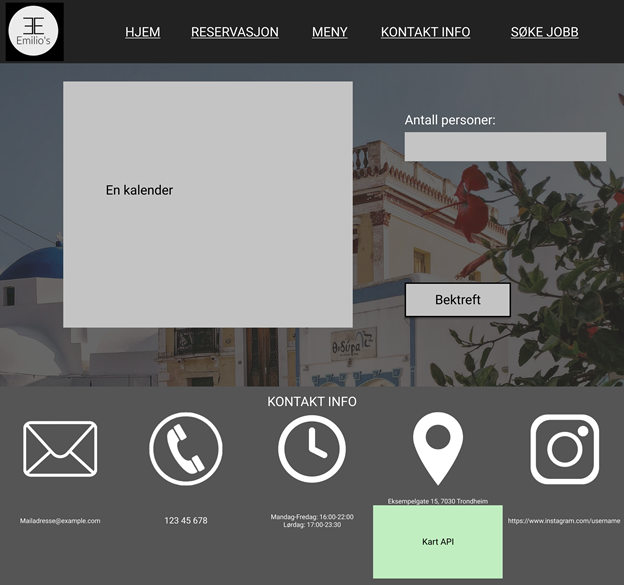 Emilio's
HJEM RESERVASJON MENY KONTAKT INFO SØKE JOBB
Antall personer:
En kalender
Bektreft
KONTAKT INFO
Mailadresse@example.com
123 45 678
Mandag-Fredag: 16:00-22:00
Lørdag: 17:00-23:30
Eksempelgate 15, 7030 Trondheim
Kart API
https://www.instagram.com/username